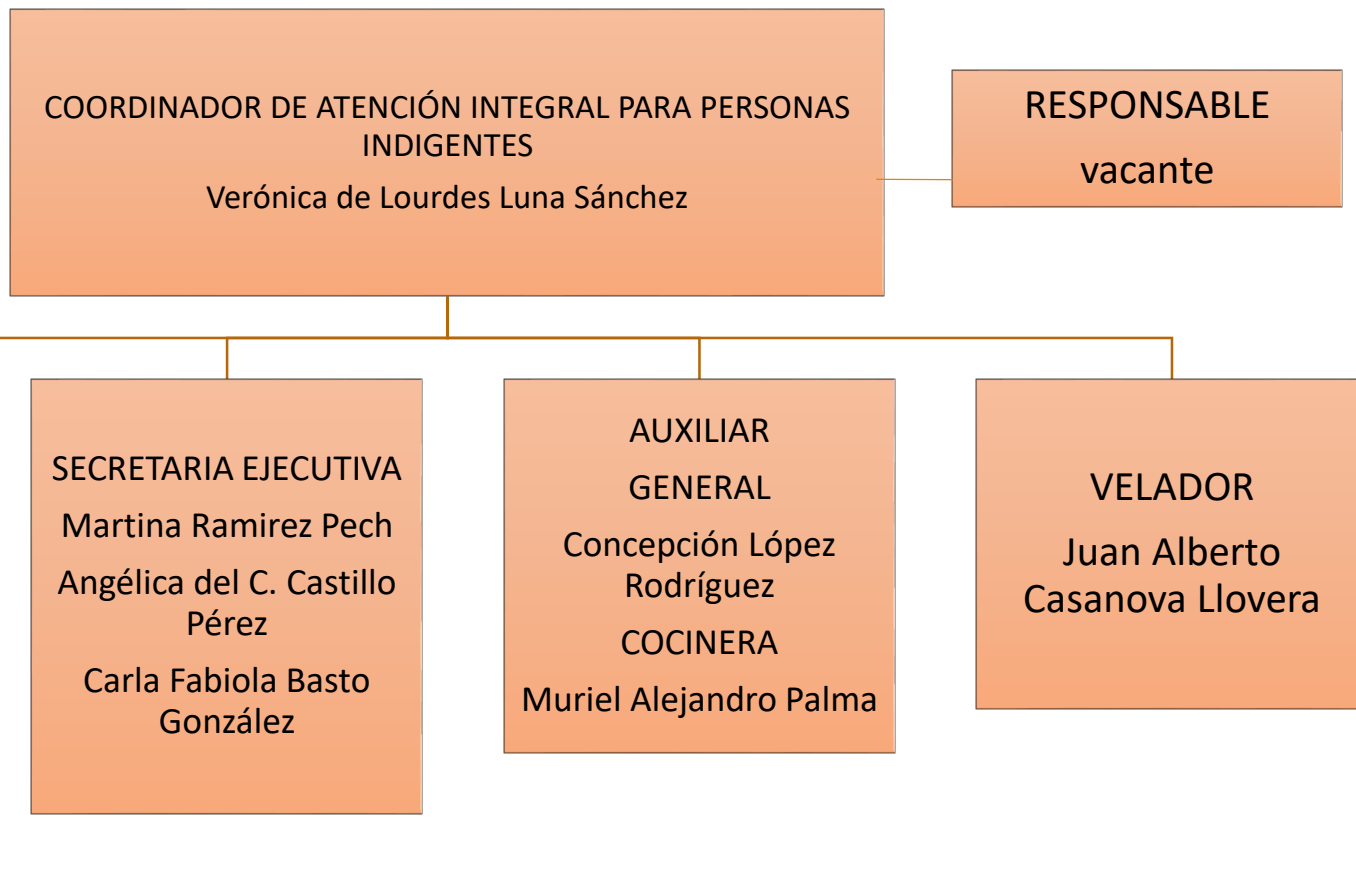 COORDINADOR DE ATENCIÓN INTEGRAL PARA PERSONAS
INDIGENTES
Verónica de Lourdes Luna Sánchez
RESPONSABLE
vacante
SECRETARIA EJECUTIVA
Martina Ramirez Pech
Angélica del C. Castillo
Pérez
Carla Fabiola Basto
González
AUXILIAR
GENERAL
Concepción López
Rodríguez
COCINERA
Muriel Alejandro Palma
VELADOR
Juan Alberto
Casanova Llovera